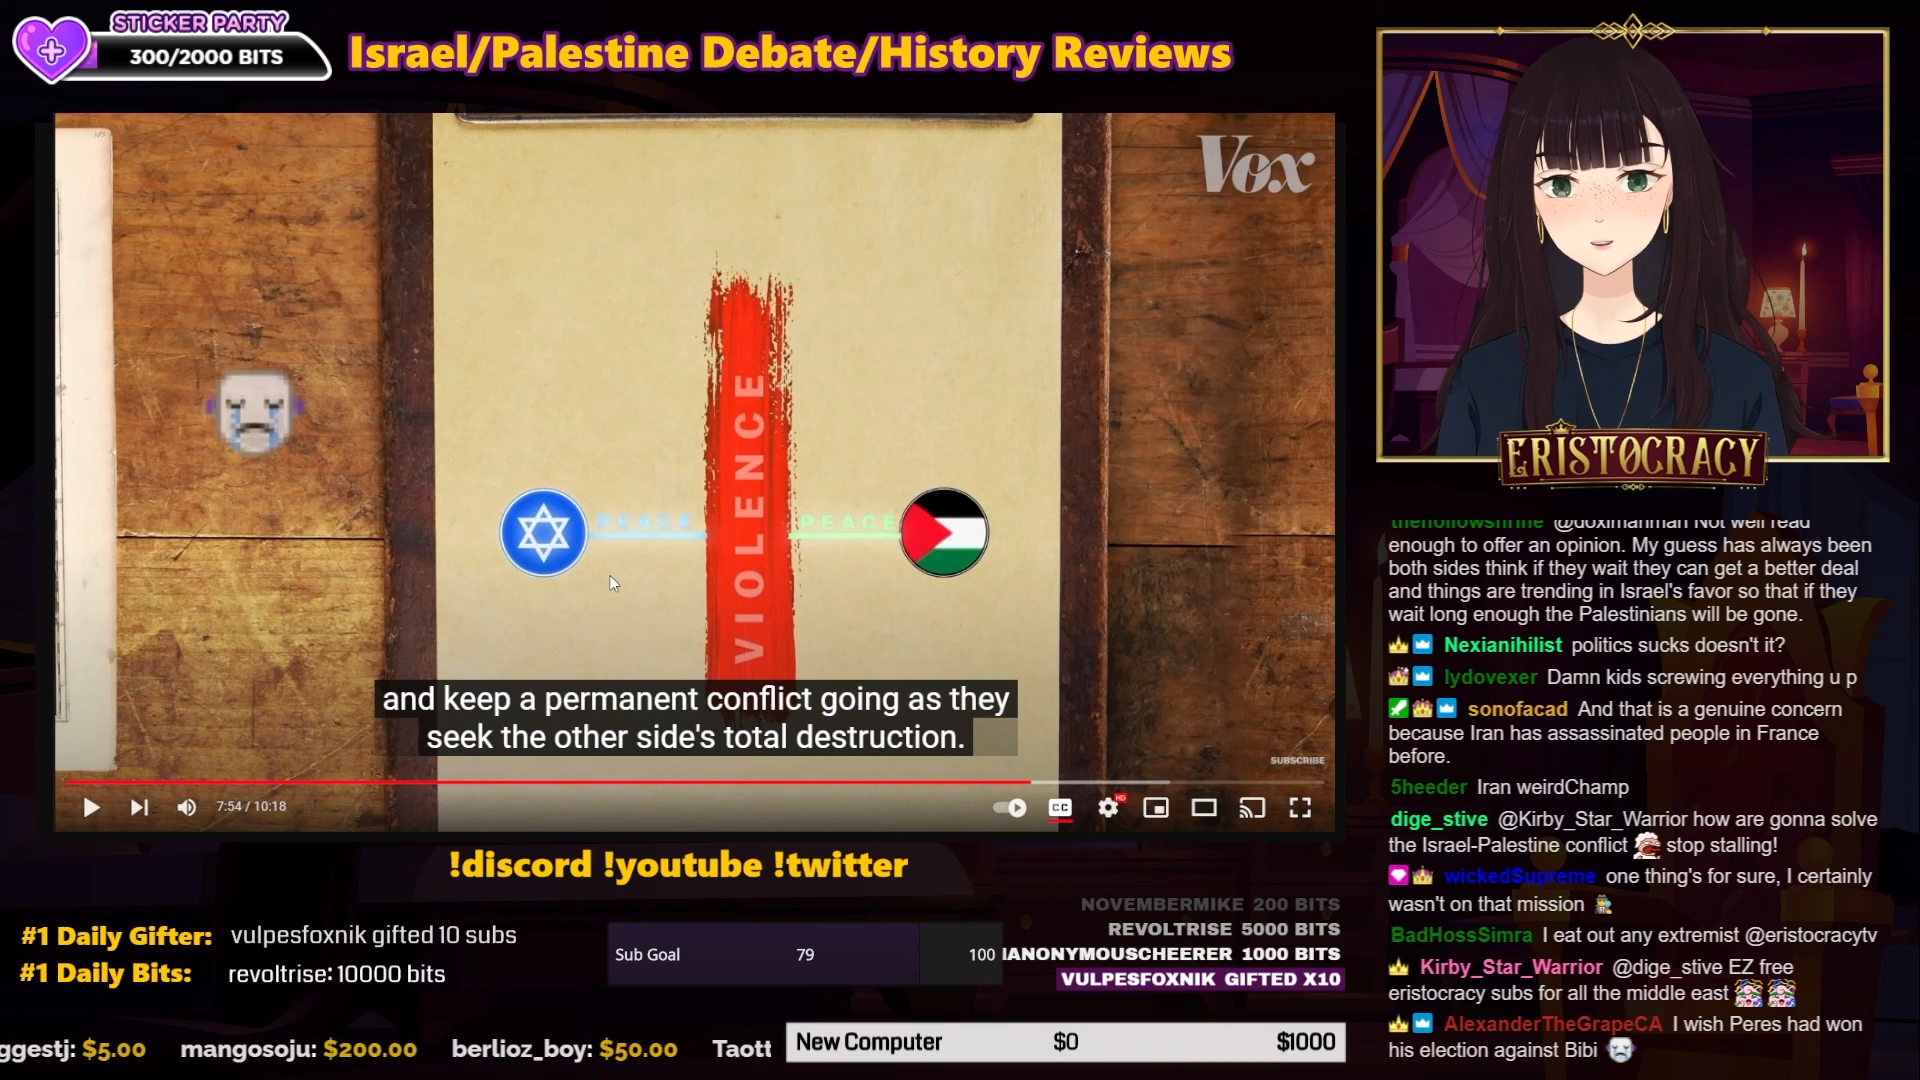 STICKER PARTY
300/2000 BITS
Israel/Palestine Debate/History Reviews
Vox
VIOLENCE
PEACE
PEACE
and keep a permanent conflict going as they
seek the other side's total destruction.
SUBSCRIBE
7:54 / 10:18
CC
HD
!discord !youtube !twitter
#1 Daily Gifter: vulpesfoxnik gifted 10 subs
#1 Daily Bits: revoltrise: 10000 bits
Sub Goal 79 100
NOVEMBERMIKE 200 BITS
REVOLTRISE 5000 BITS
IANONYMOUSCHEERER 1000 BITS
VULPESFOXNIK GIFTED X10
ggestj: $5.00 mangosoju: $200.00 berlioz_boy: $50.00 Taott
New Computer $0 $1000
ERISTOCRACY
thehollowshrine @doximanman Not well read
enough to offer an opinion. My guess has always been
both sides think if they wait they can get a better deal
and things are trending in Israel's favor so that if they
wait long enough the Palestinians will be gone.
Nexianihilist politics sucks doesn't it?
lydovexer Damn kids screwing everything u p
sonofacad And that is a genuine concern
because Iran has assassinated people in France
before.
5heeder Iran weirdChamp
dige_stive @Kirby_Star_Warrior how are gonna solve
the Israel-Palestine conflict stop stalling!
wickedSupreme one thing's for sure, I certainly
wasn't on that mission
BadHossSimra I eat out any extremist @eristocracytv
Kirby_Star_Warrior @dige_stive EZ free
eristocracy subs for all the middle east
AlexanderTheGrapeCA I wish Peres had won
his election against Bibi